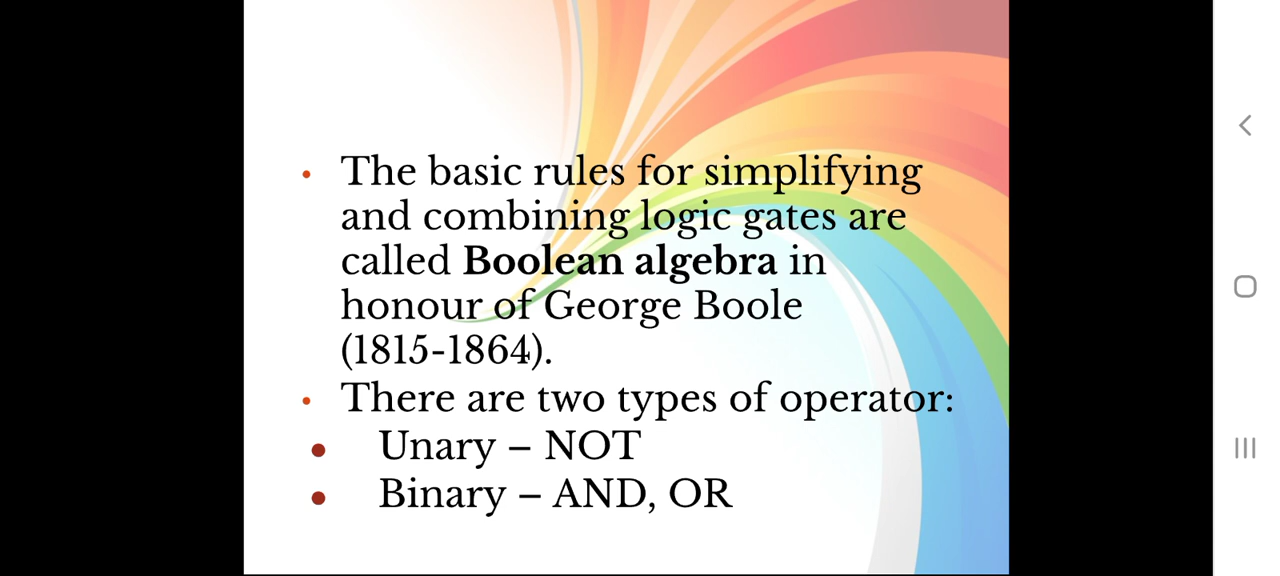 • The basic rules for simplifying
and combining logic gates are
called Boolean algebra in
honour of George Boole
(1815-1864).
• There are two types of operator:
• Unary – NOT
• Binary – AND, OR